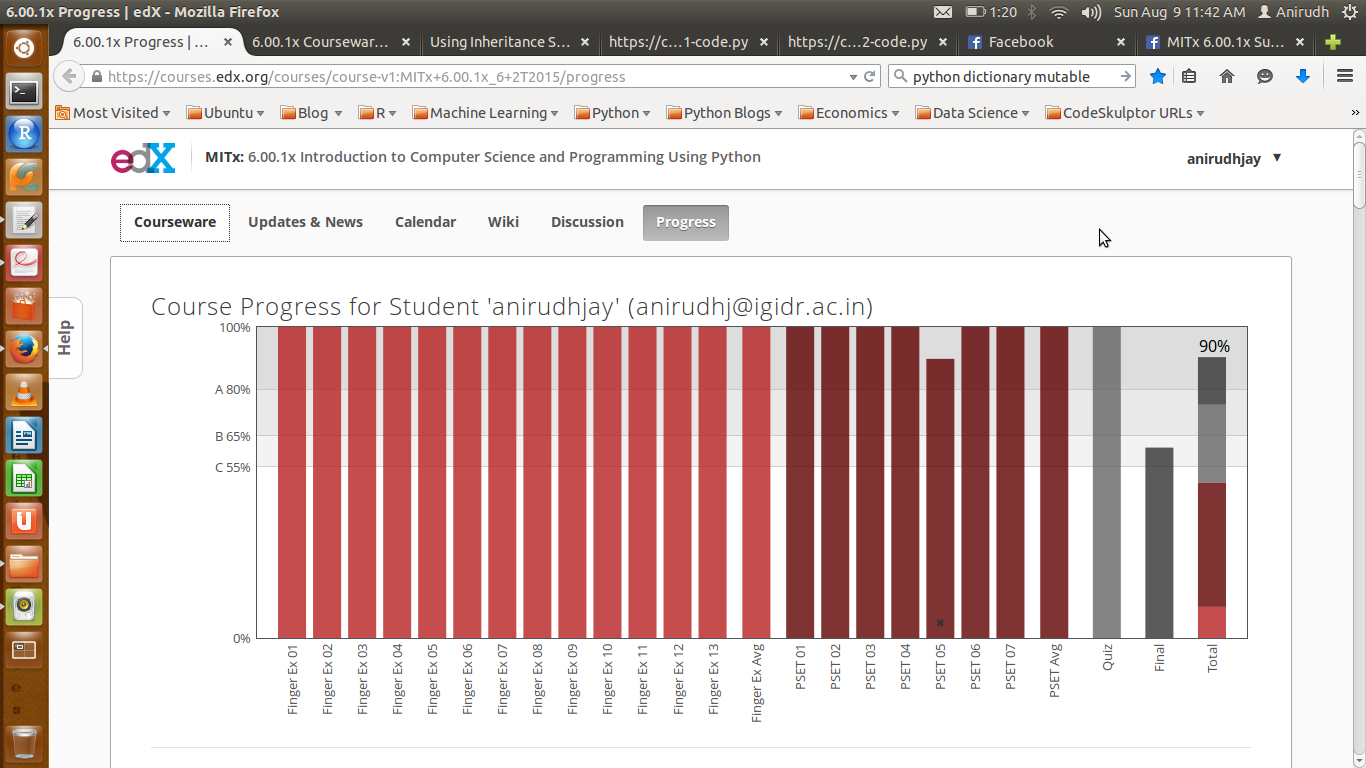 6.00.1x Progress | edX - Mozilla Firefox
1:20
Sun Aug 9 11:42 AM
Anirudh
6.00.1x Progress | ...
6.00.1x Coursewar...
Using Inheritance S...
https://c...1-code.py
https://c...2-code.py
Facebook
MITx 6.00.1x Su...
https://courses.edx.org/courses/course-v1:MITx+6.00.1x_6+2T2015/progress
python dictionary mutable
Most Visited
Ubuntu
Blog
R
Machine Learning
Python
Python Blogs
Economics
Data Science
CodeSkulptor URLs
»
edX
MITx: 6.00.1x Introduction to Computer Science and Programming Using Python
anirudhjay
Courseware
Updates & News
Calendar
Wiki
Discussion
Progress
Help
Course Progress for Student 'anirudhjay' (anirudhj@igidr.ac.in)
100%
90%
A 80%
B 65%
C 55%
0%
Finger Ex 01
Finger Ex 02
Finger Ex 03
Finger Ex 04
Finger Ex 05
Finger Ex 06
Finger Ex 07
Finger Ex 08
Finger Ex 09
Finger Ex 10
Finger Ex 11
Finger Ex 12
Finger Ex 13
Finger Ex Avg
PSET 01
PSET 02
PSET 03
PSET 04
PSET 05
PSET 06
PSET 07
PSET Avg
Quiz
Final
Total